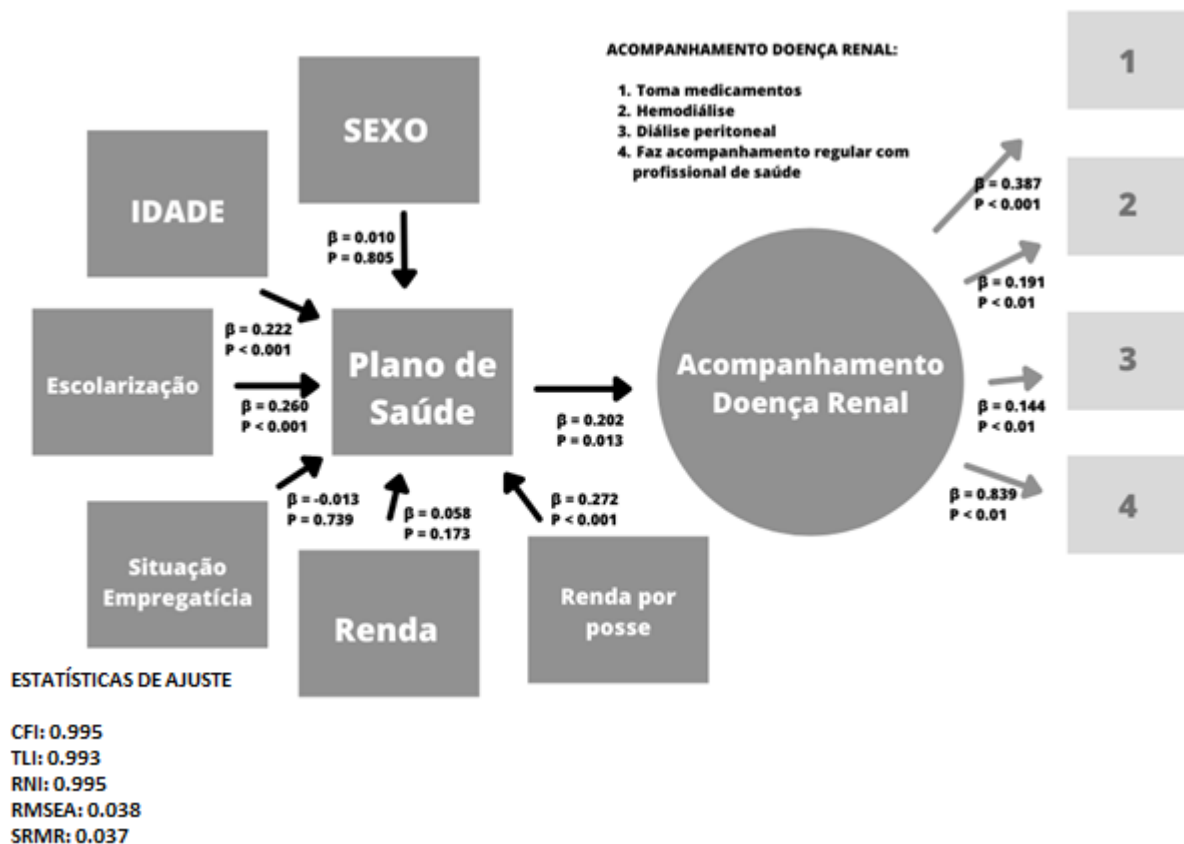 ACOMPANHAMENTO DOENÇA RENAL:
1. Toma medicamentos
2. Hemodiálise
3. Diálise peritoneal
4. Faz acompanhamento regular com
profissional de saúde
SEXO
β = 0.010
P = 0.805
IDADE
β = 0.222
P < 0.001
Escolarização
β = 0.260
P < 0.001
Plano de
Saúde
β = 0.202
P = 0.013
Situação
Empregatícia
β = -0.013
P = 0.739
Renda
β = 0.058
P = 0.173
Renda por
posse
β = 0.272
P < 0.001
Acompanhamento
Doença Renal
β = 0.387
P < 0.001
1
β = 0.191
P < 0.01
2
β = 0.144
P < 0.01
3
β = 0.839
P < 0.01
4
ESTATÍSTICAS DE AJUSTE
CFI: 0.995
TLI: 0.993
RNI: 0.995
RMSEA: 0.038
SRMR: 0.037